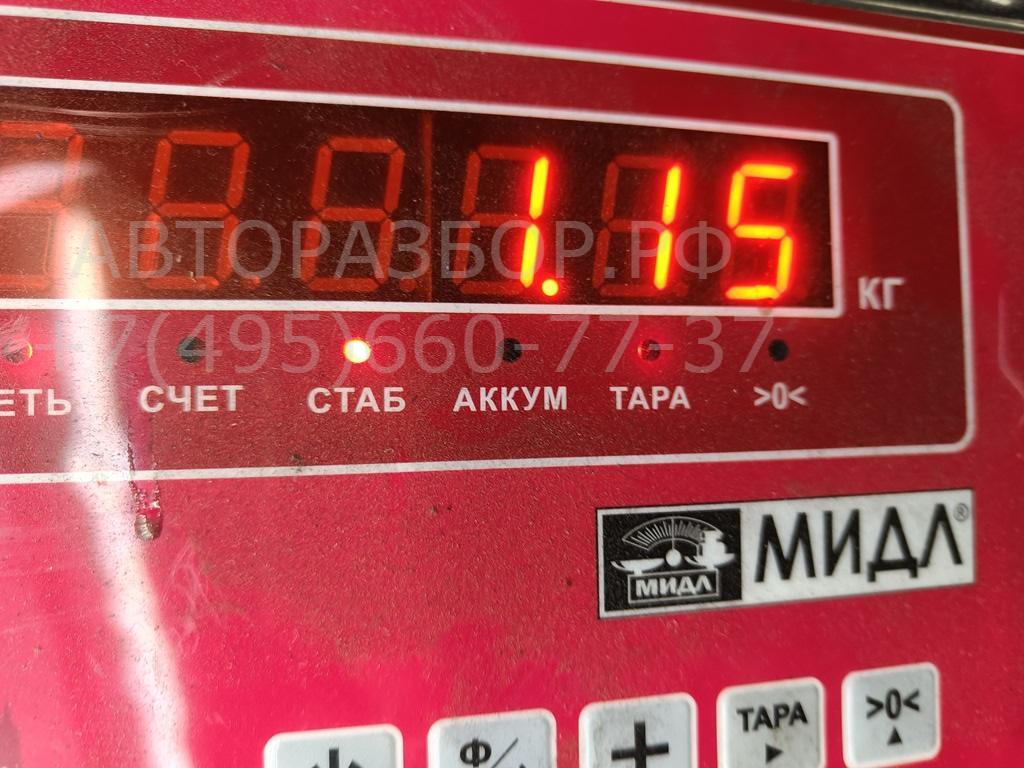 1.15
КГ
АВТОРАЗБОР.РФ
+7(495)660-77-37
ЕТЬ СЧЕТ СТАБ АККУМ ТАРА >0<
МИДЛ МИДЛ®
Ф/ + ТАРА >0<